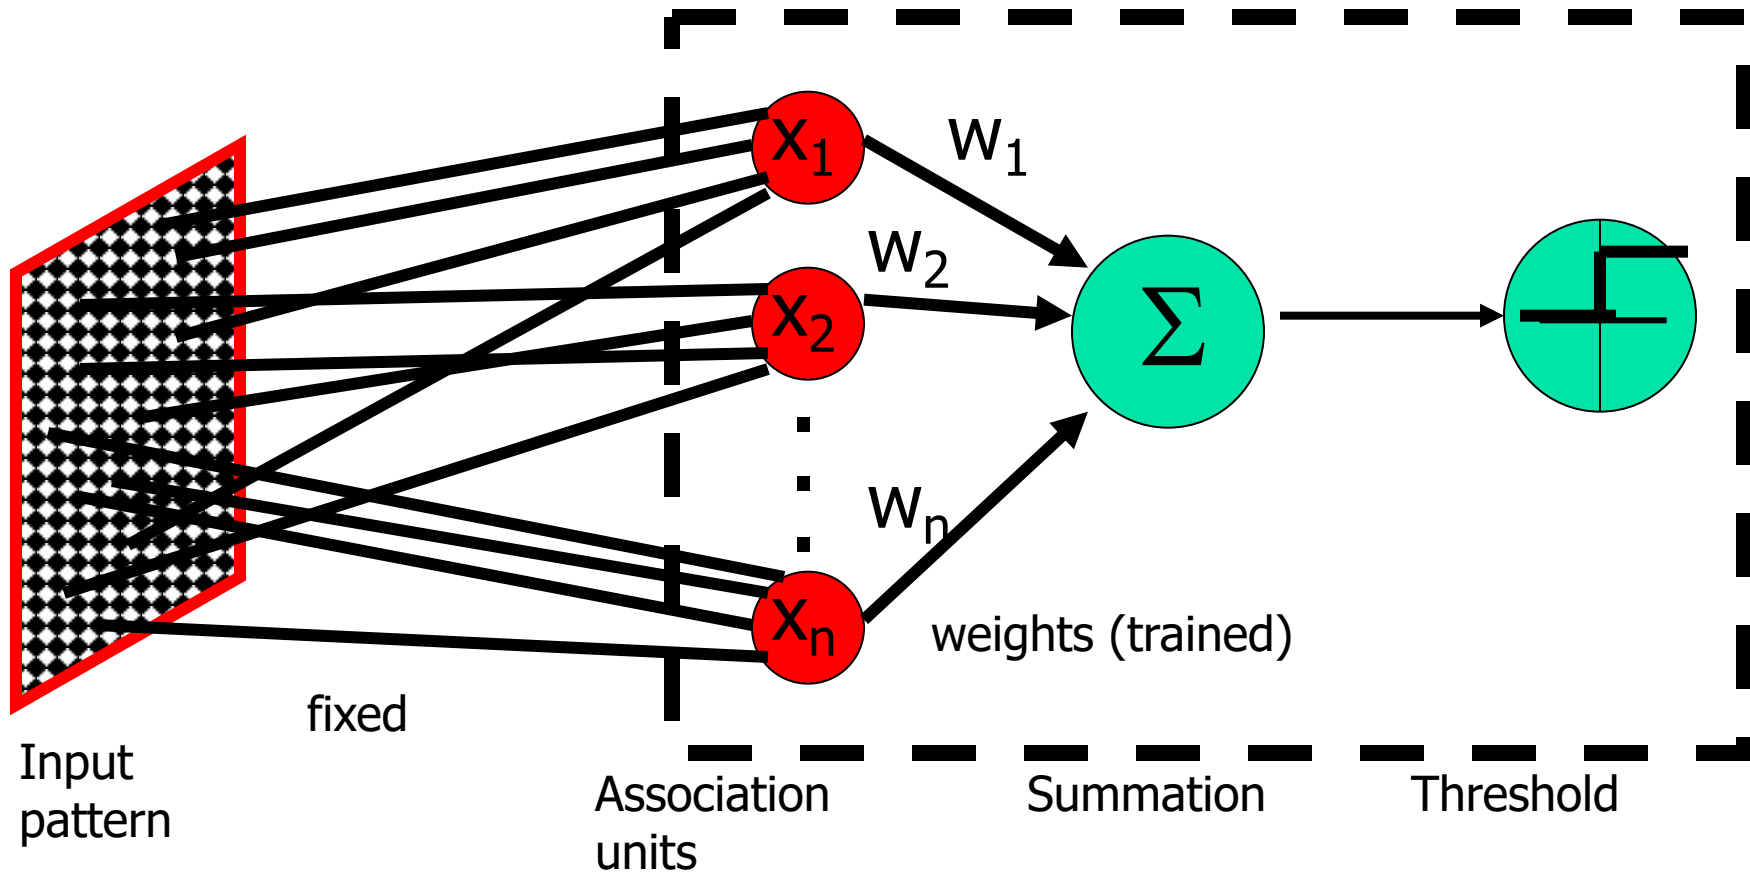 x1
w1
w2
x2
Σ
wn
xn
weights (trained)
fixed
Input
pattern
Association
units
Summation
Threshold